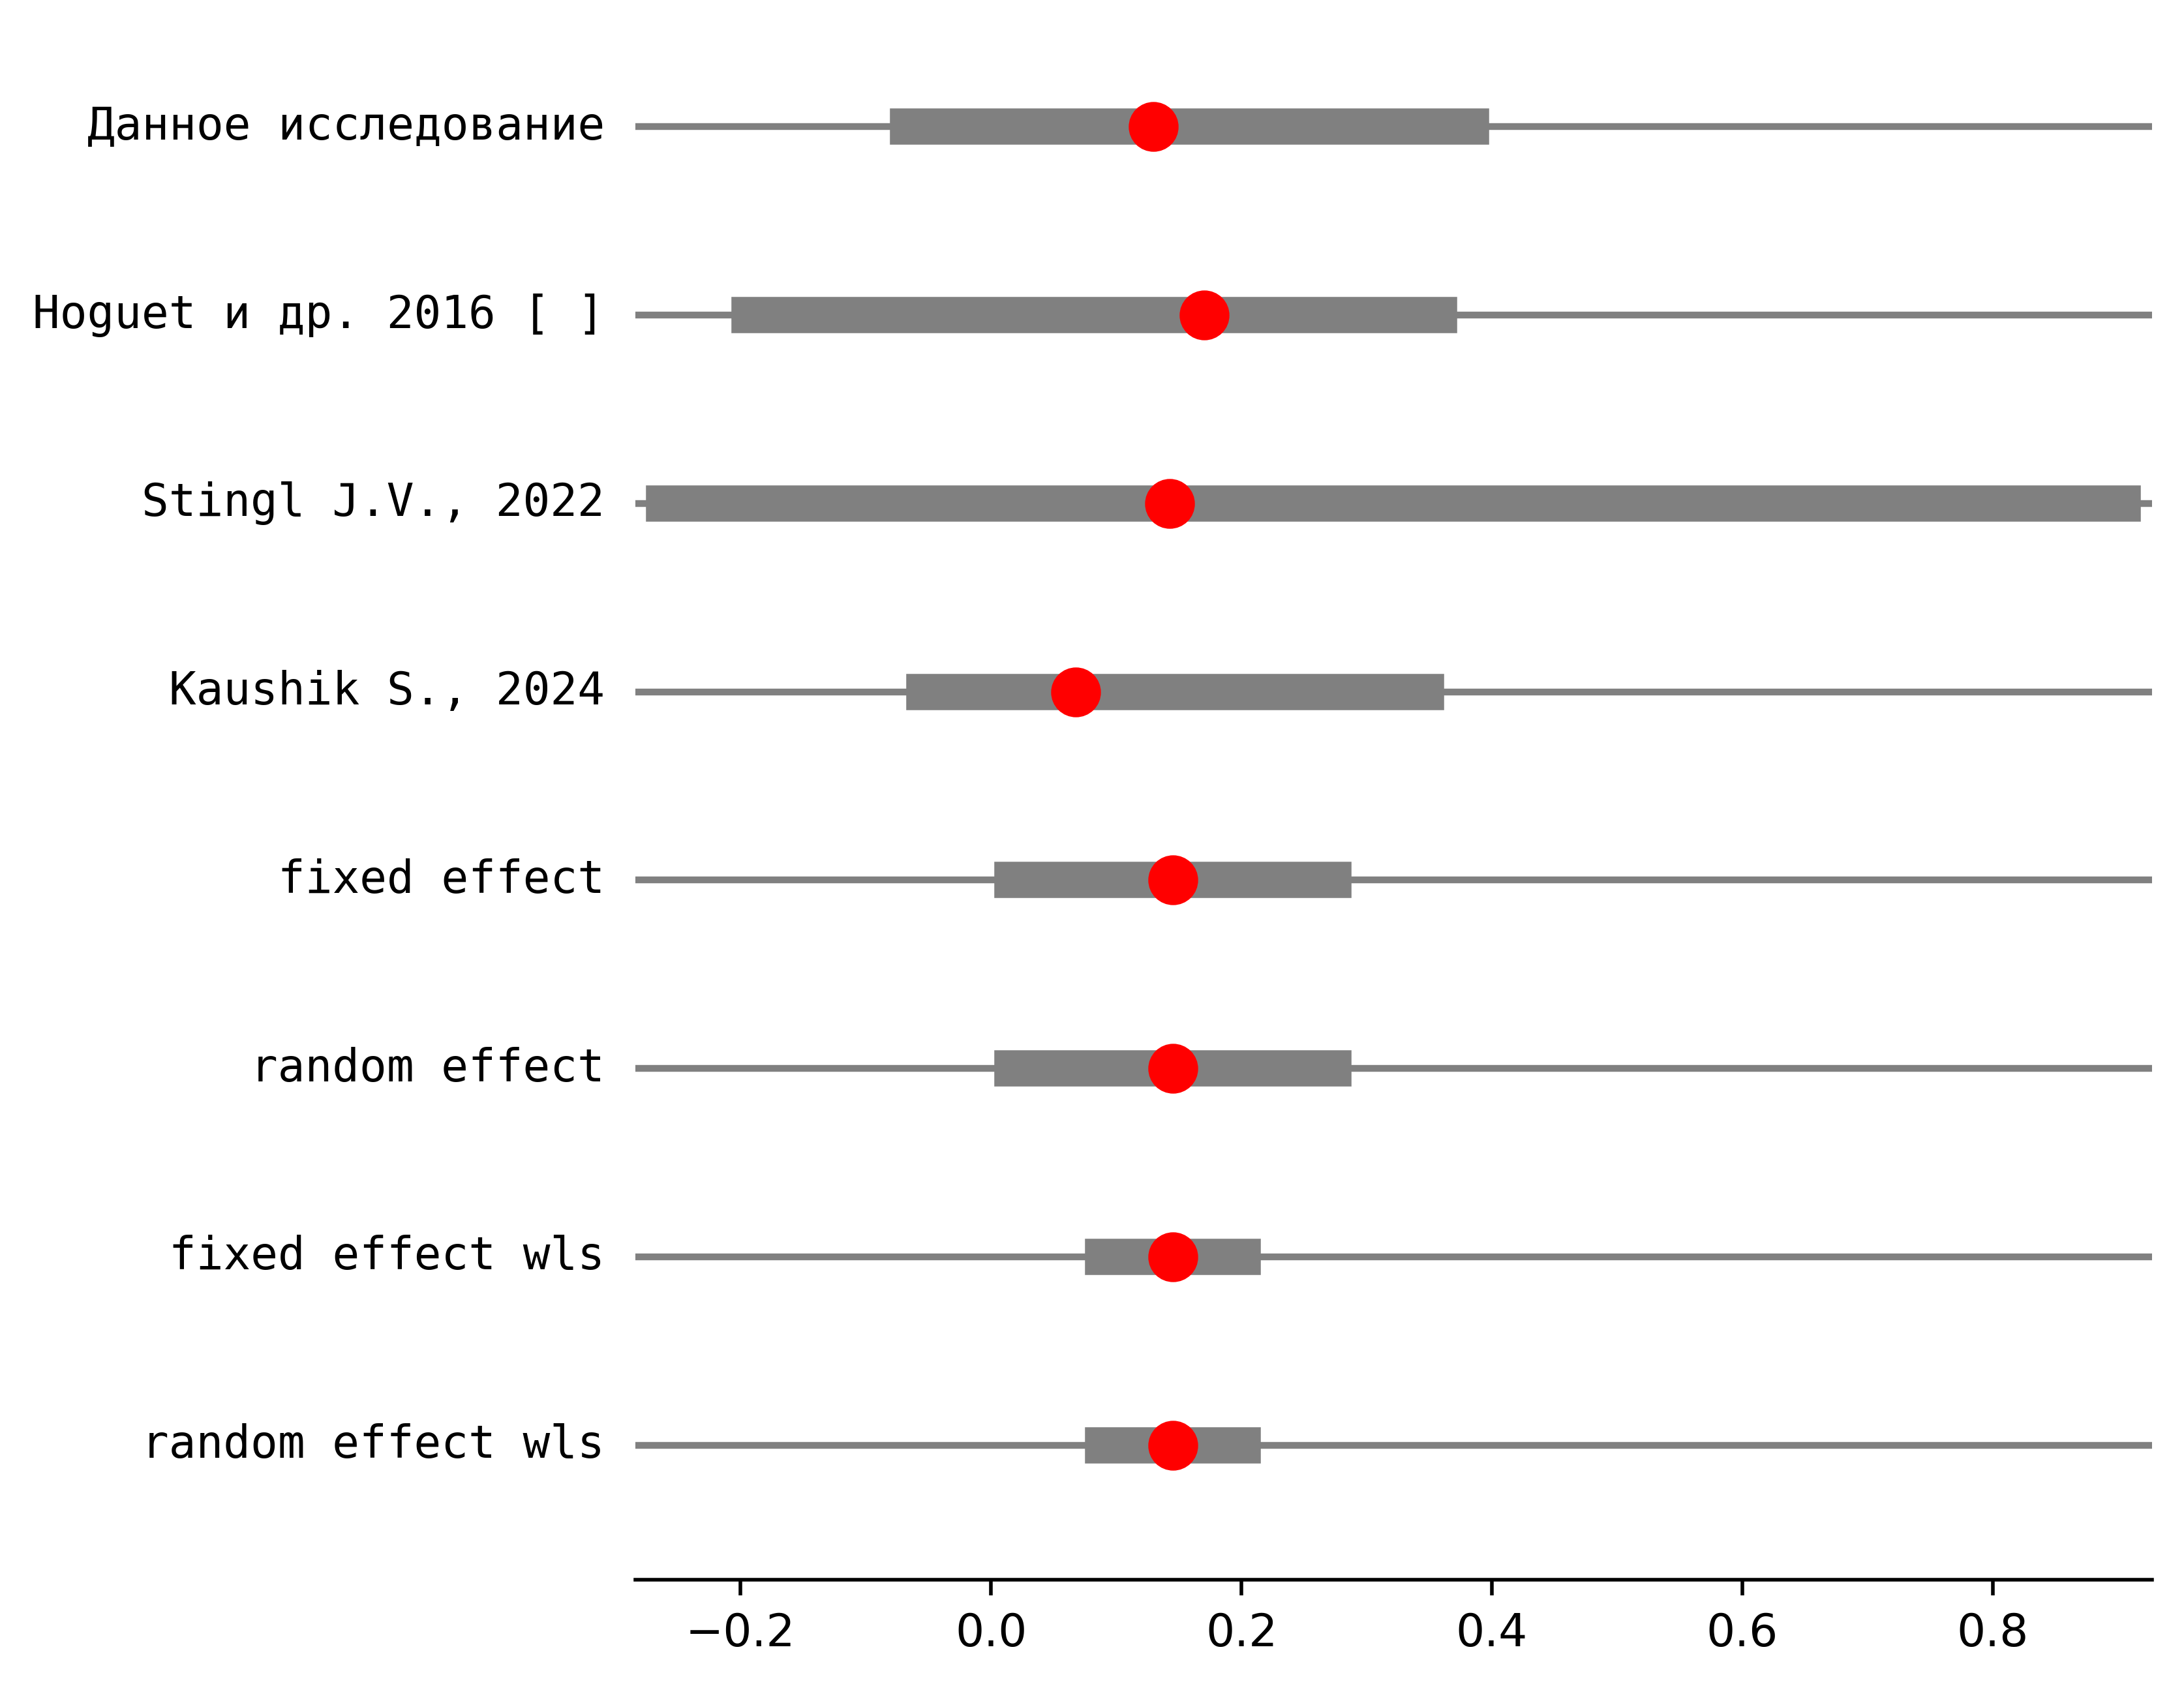 Данное исследование
Hoguet и др. 2016 [ ]
Stingl J.V., 2022
Kaushik S., 2024
fixed effect
random effect
fixed effect wls
random effect wls
−0.2 0.0 0.2 0.4 0.6 0.8